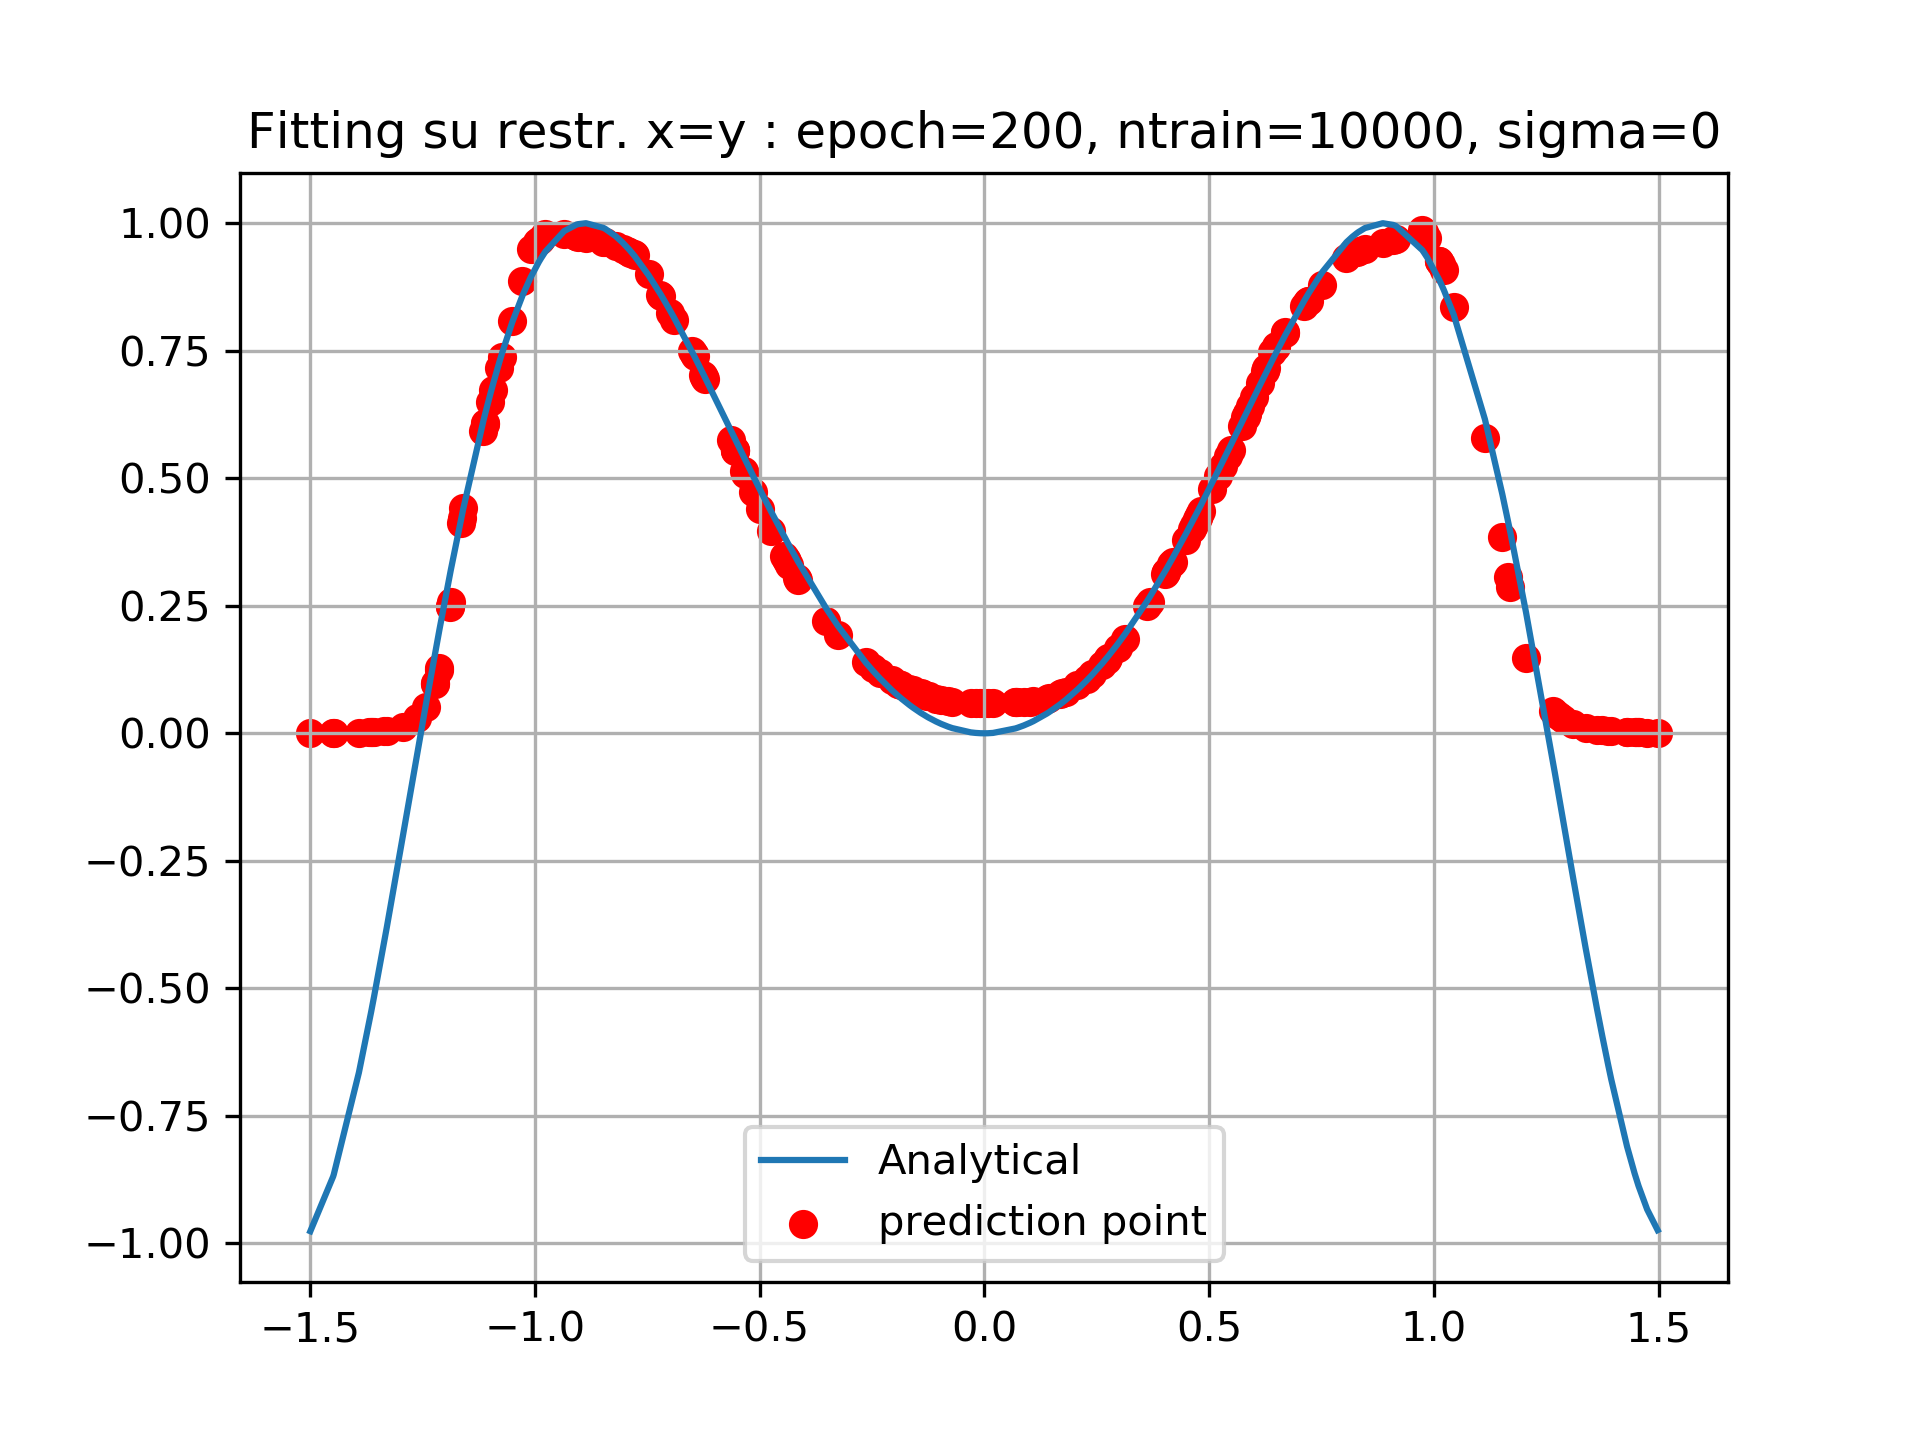 Fitting su restr. x=y : epoch=200, ntrain=10000, sigma=0
1.00
0.75
0.50
0.25
0.00
−0.25
−0.50
−0.75
−1.00
Analytical
prediction point
−1.5 −1.0 −0.5 0.0 0.5 1.0 1.5